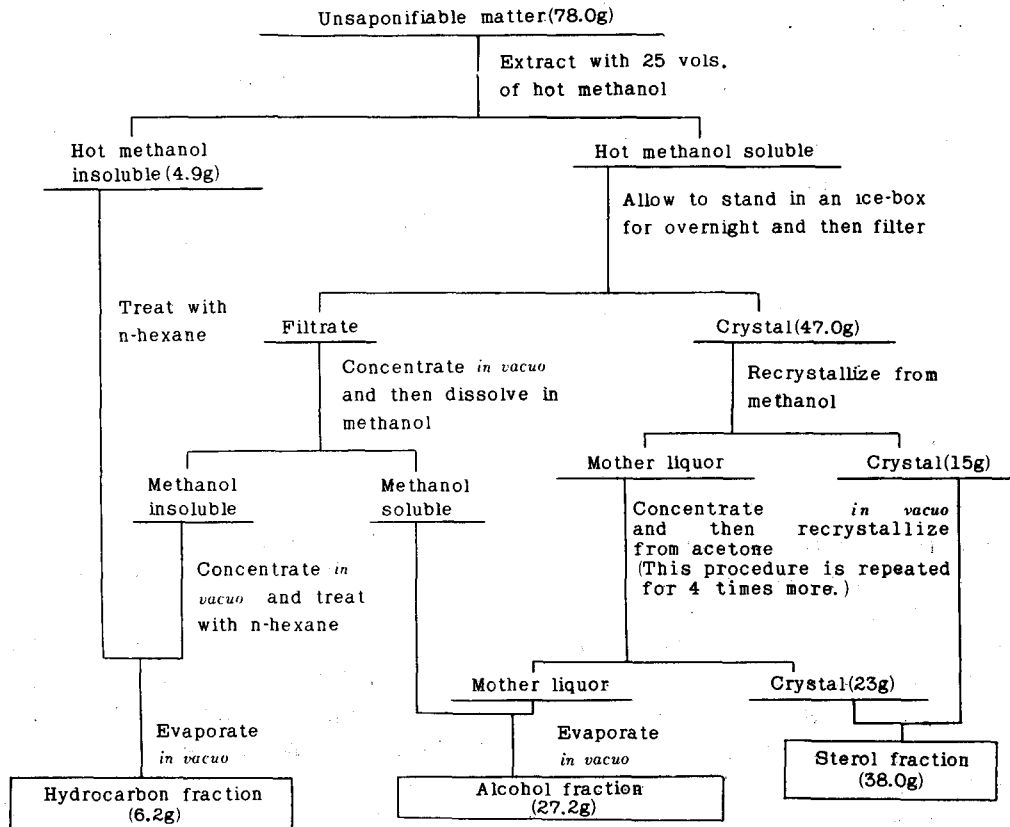 Unsaponifiable matter(78.0g)
Extract with 25 vols.
of hot methanol
Hot methanol
insoluble(4.9g)
Hot methanol soluble
Allow to stand in an ice-box
for overnight and then filter
Treat with
n-hexane
Filtrate
Crystal(47.0g)
Concentrate in vacuo
and then dissolve in
methanol
Recrystallize from
methanol
Methanol
insoluble
Methanol
soluble
Mother liquor
Crystal(15g)
Concentrate in vacuo
and then recrystallize
from acetone
(This procedure is repeated
for 4 times more.)
Concentrate in
vacuo and treat
with n-hexane
Mother liquor
Crystal(23g)
Evaporate
in vacuo
Evaporate
in vacuo
Hydrocarbon fraction
(6.2g)
Alcohol fraction
(27.2g)
Sterol fraction
(38.0g)